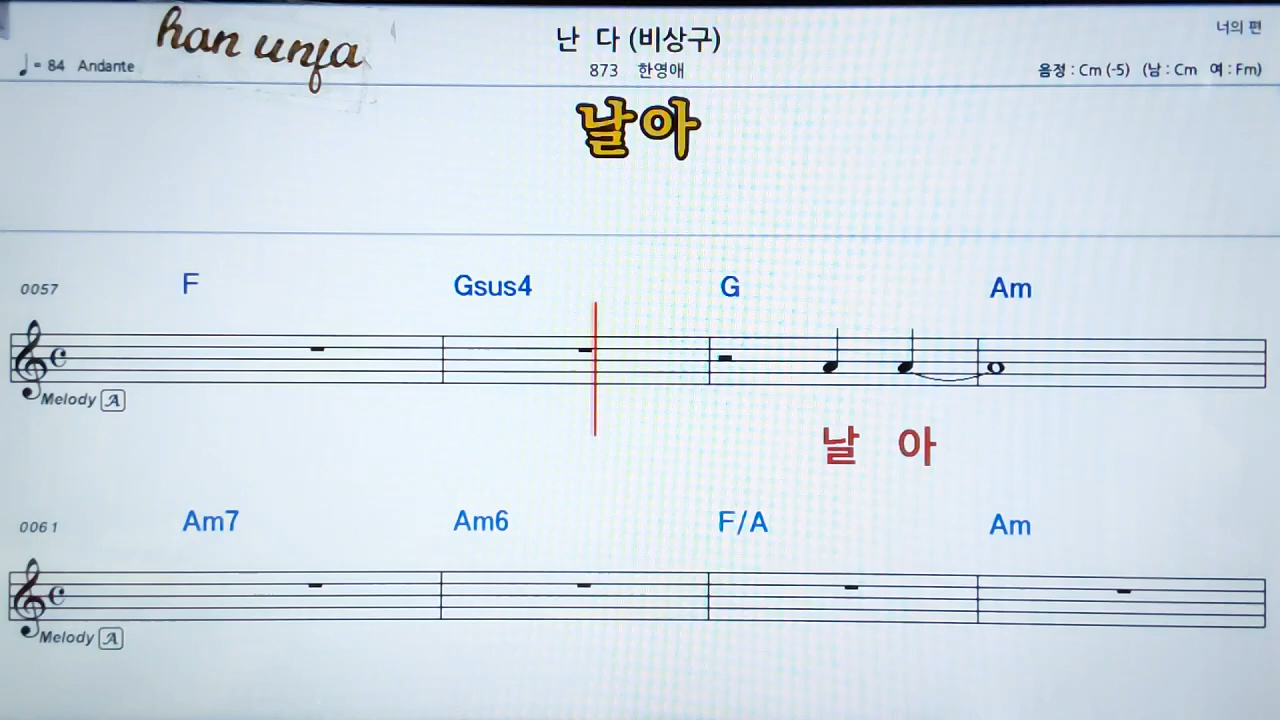 han unja
난 다 (비상구)
너의 편
♩= 84 Andante
873 한영애
음정 : Cm (-5) (남 : Cm 여 : Fm)
날아
0057 F Gsus4 G Am
Melody A
날 아
0061 Am7 Am6 F/A Am
Melody A